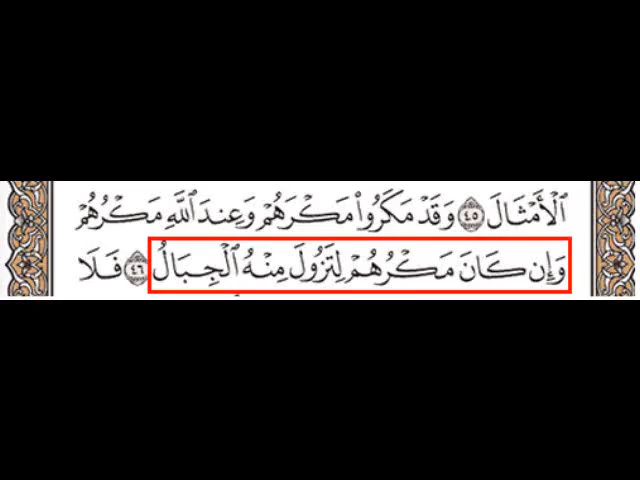 ٱلۡأَمۡثَالَ ٤٥ وَقَدۡ مَكَرُواْ مَكۡرَهُمۡ وَعِندَ ٱللَّهِ مَكۡرُهُمۡ
وَإِن كَانَ مَكۡرُهُمۡ لِتَزُولَ مِنۡهُ ٱلۡجِبَالُ ٤٦ فَلَا